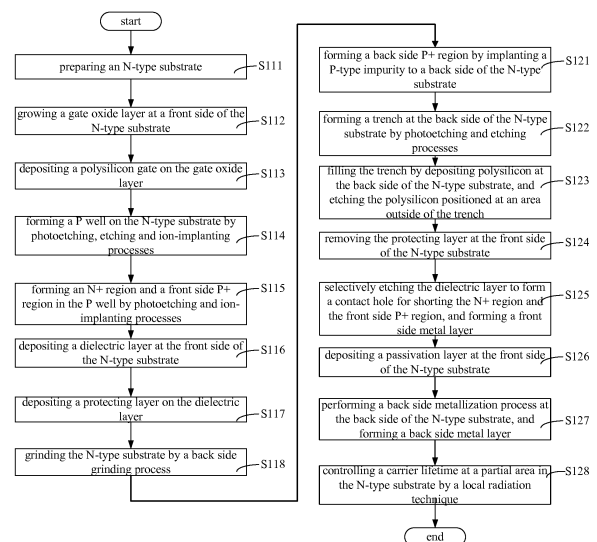 start
preparing an N-type substrate
S111
growing a gate oxide layer at a front side of the
N-type substrate
S112
depositing a polysilicon gate on the gate oxide
layer
S113
forming a P well on the N-type substrate by
photoetching, etching and ion-implanting
processes
S114
forming an N+ region and a front side P+
region in the P well by photoetching and ion-
implanting processes
S115
depositing a dielectric layer at the front side of
the N-type substrate
S116
depositing a protecting layer on the dielectric
layer
S117
grinding the N-type substrate by a back side
grinding process
S118
forming a back side P+ region by implanting a
P-type impurity to a back side of the N-type
substrate
S121
forming a trench at the back side of the N-type
substrate by photoetching and etching
processes
S122
filling the trench by depositing polysilicon at
the back side of the N-type substrate, and
etching the polysilicon positioned at an area
outside of the trench
S123
removing the protecting layer at the front side
of the N-type substrate
S124
selectively etching the dielectric layer to form
a contact hole for shorting the N+ region and
the front side P+ region, and forming a front
side metal layer
S125
depositing a passivation layer at the front side
of the N-type substrate
S126
performing a back side metallization process at
the back side of the N-type substrate, and
forming a back side metal layer
S127
controlling a carrier lifetime at a partial area in
the N-type substrate by a local radiation
technique
S128
end